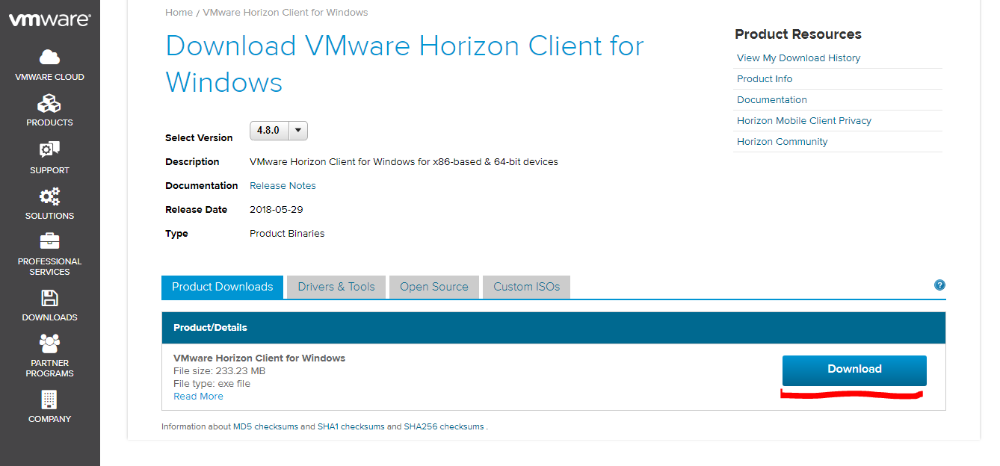 vmware
VMWARE CLOUD
PRODUCTS
SUPPORT
SOLUTIONS
PROFESSIONAL
SERVICES
DOWNLOADS
PARTNER
PROGRAMS
COMPANY
Home / VMware Horizon Client for Windows
Download VMware Horizon Client for
Windows
Select Version 4.8.0
Description VMware Horizon Client for Windows for x86-based & 64-bit devices
Documentation Release Notes
Release Date 2018-05-29
Type Product Binaries
Product Resources
View My Download History
Product Info
Documentation
Horizon Mobile Client Privacy
Horizon Community
Product Downloads Drivers & Tools Open Source Custom ISOs ?
Product/Details
VMware Horizon Client for Windows
File size: 233.23 MB
File type: exe file
Read More
Download
Information about MD5 checksums and SHA1 checksums and SHA256 checksums .